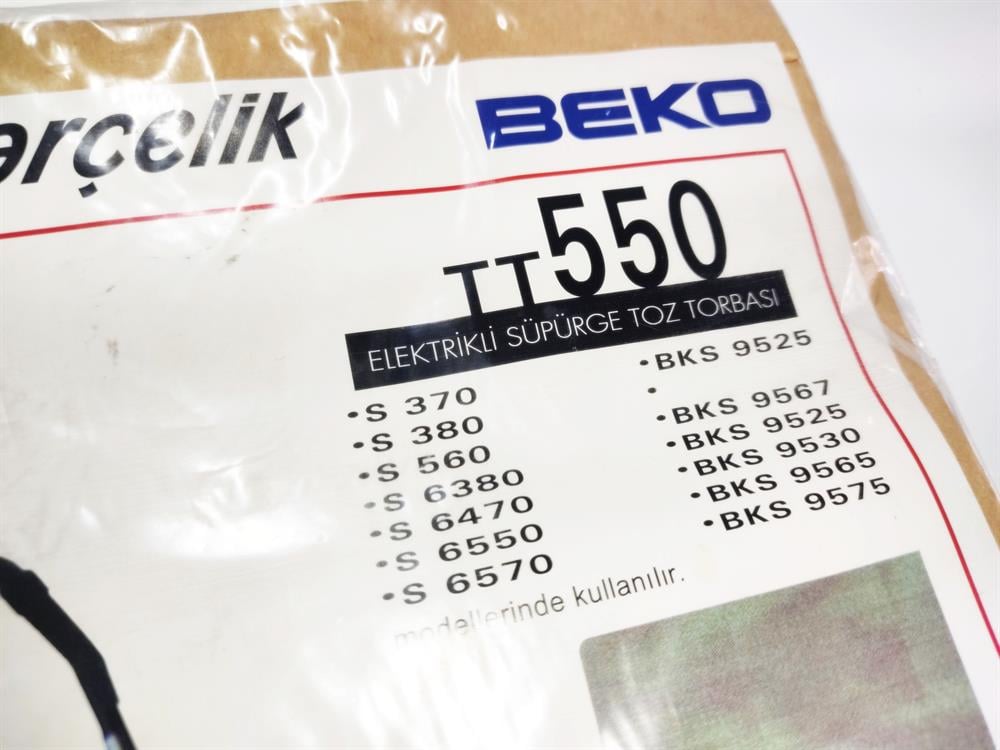 arçelik
BEKO
TT550
ELEKTRİKLİ SÜPÜRGE TOZ TORBASI
•S 370
•S 380
•S 560
•S 6380
•S 6470
•S 6550
•S 6570
•BKS 9525
•
•BKS 9567
•BKS 9525
•BKS 9530
•BKS 9565
•BKS 9575
modellerinde kullanılır.